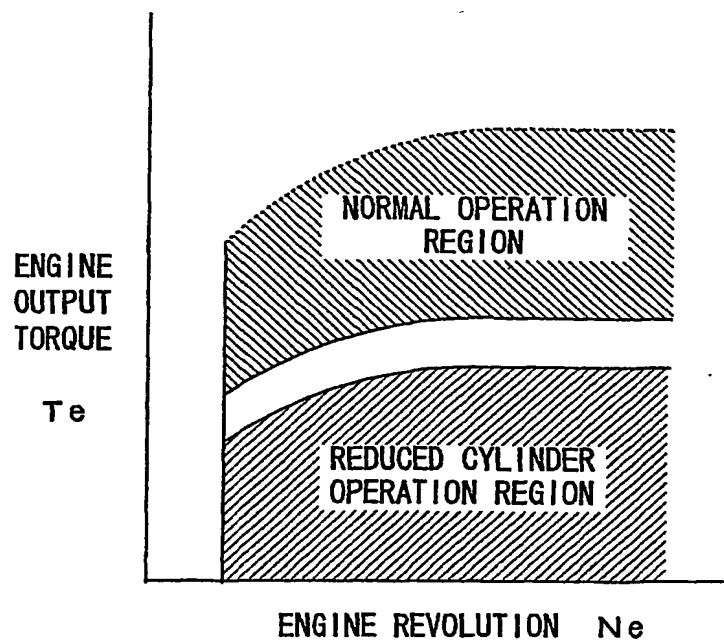 NORMAL OPERATION
REGION
ENGINE
OUTPUT
TORQUE
Te
REDUCED CYLINDER
OPERATION REGION
ENGINE REVOLUTION Ne